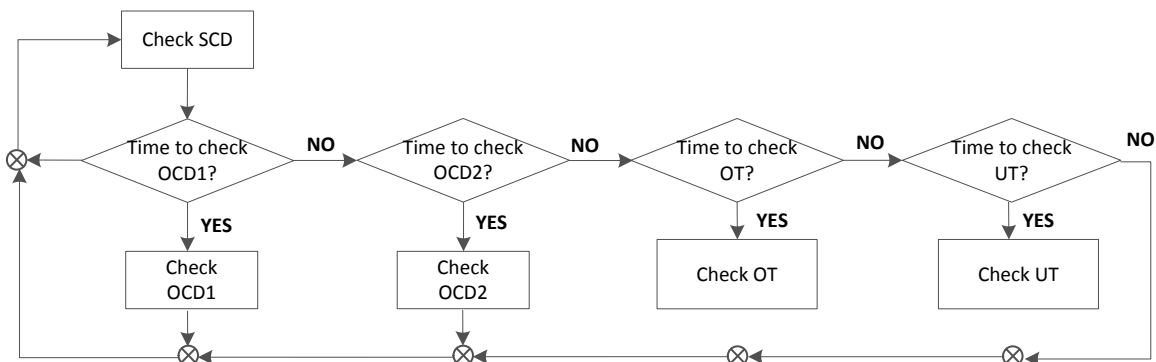 Check SCD
Time to check
OCD1?
NO
Time to check
OCD2?
NO
Time to check
OT?
NO
Time to check
UT?
NO
YES
YES
YES
YES
Check
OCD1
Check
OCD2
Check OT
Check UT